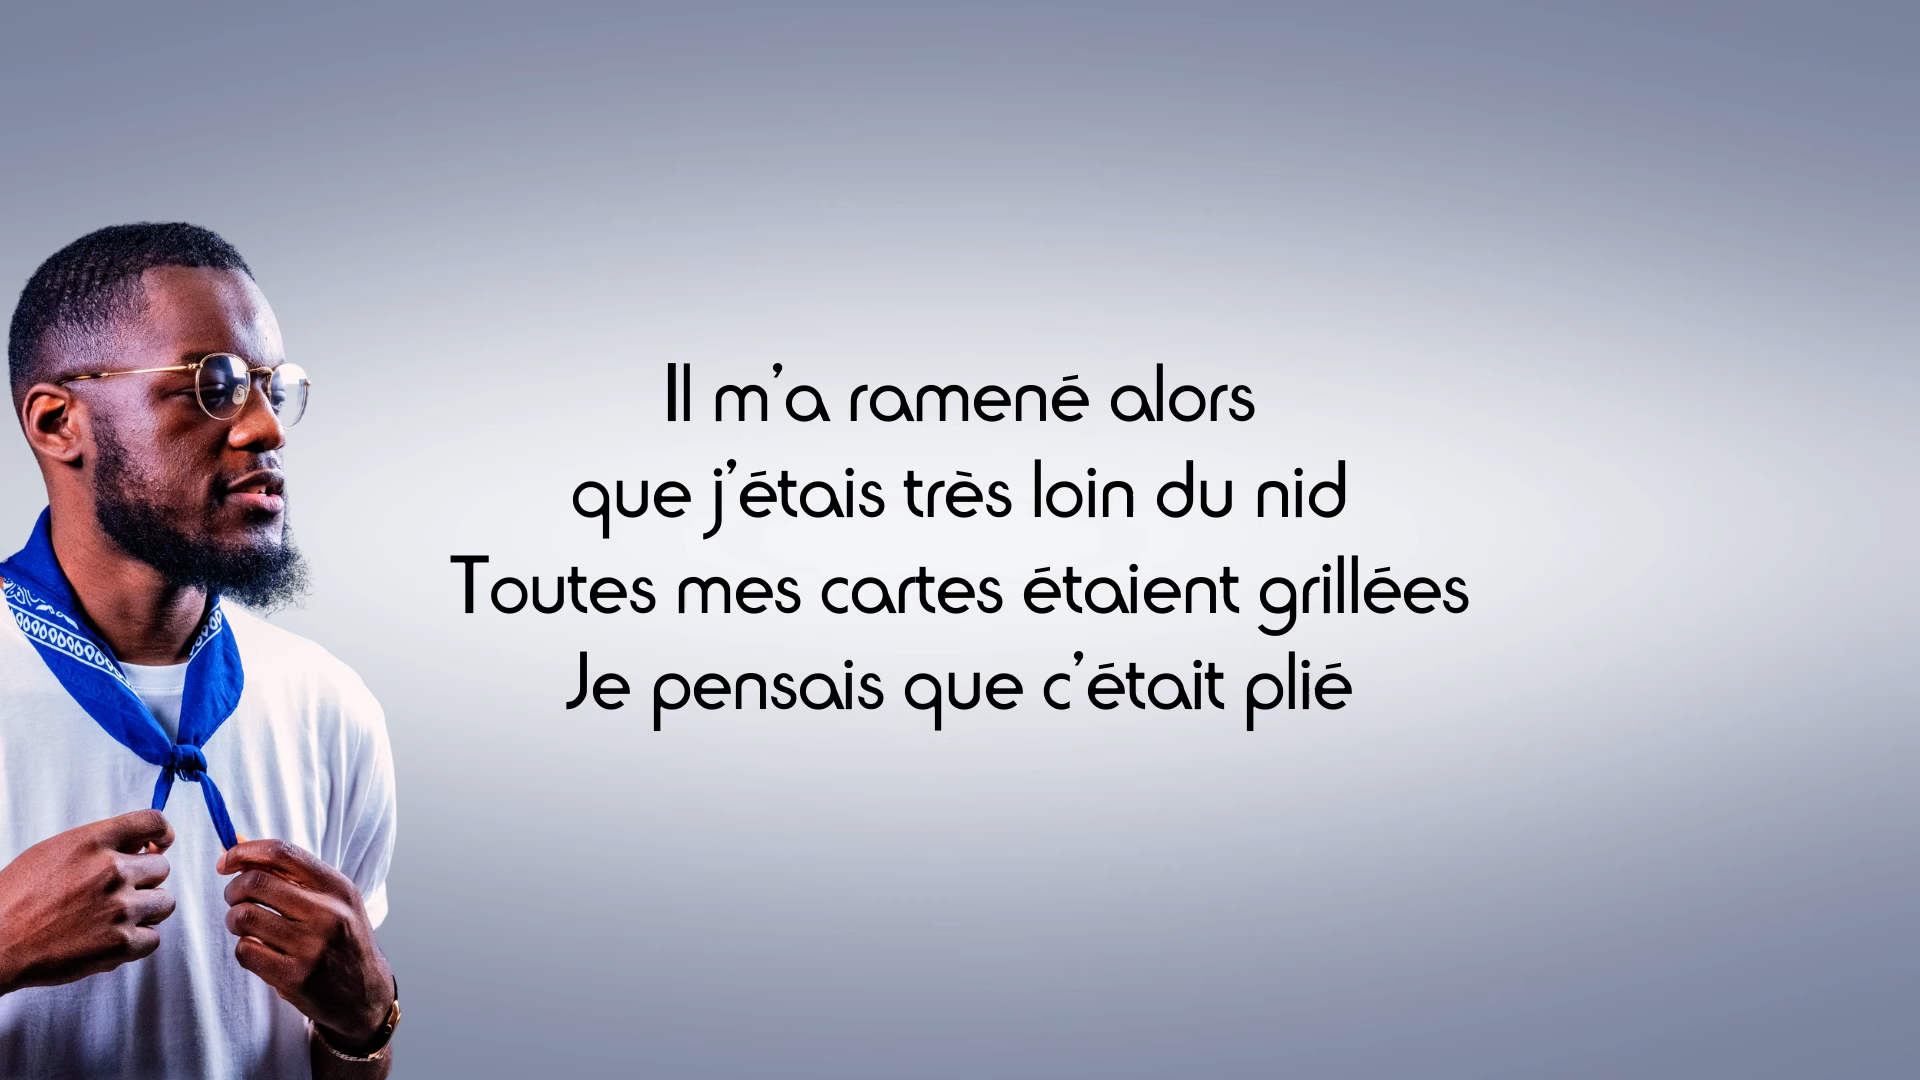 Il m’a ramené alors
que j’étais très loin du nid
Toutes mes cartes étaient grillées
Je pensais que c’était plié